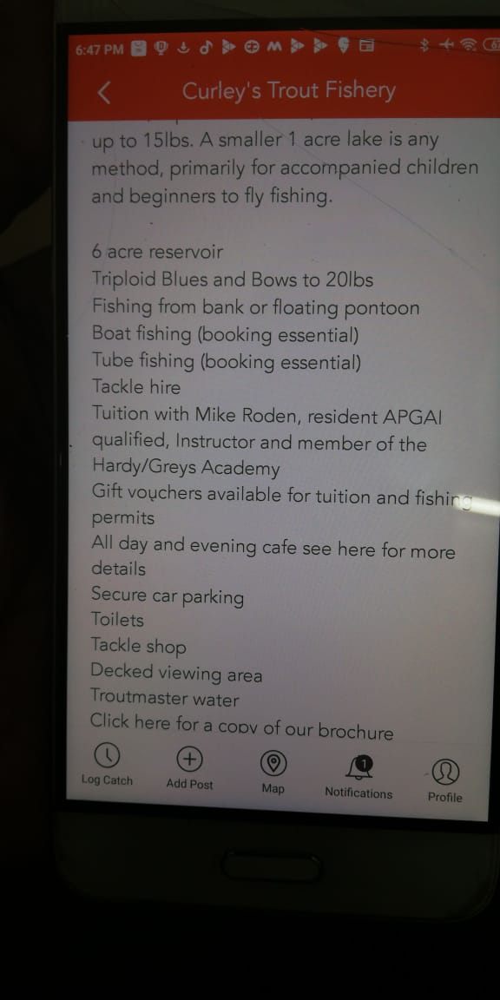 6:47 PM
Curley's Trout Fishery
up to 15lbs. A smaller 1 acre lake is any
method, primarily for accompanied children
and beginners to fly fishing.
6 acre reservoir
Triploid Blues and Bows to 20lbs
Fishing from bank or floating pontoon
Boat fishing (booking essential)
Tube fishing (booking essential)
Tackle hire
Tuition with Mike Roden, resident APGAI
qualified, Instructor and member of the
Hardy/Greys Academy
Gift vouchers available for tuition and fishing
permits
All day and evening cafe see here for more
details
Secure car parking
Toilets
Tackle shop
Decked viewing area
Troutmaster water
Click here for a copy of our brochure
1
Log Catch
Add Post
Map
Notifications
Profile